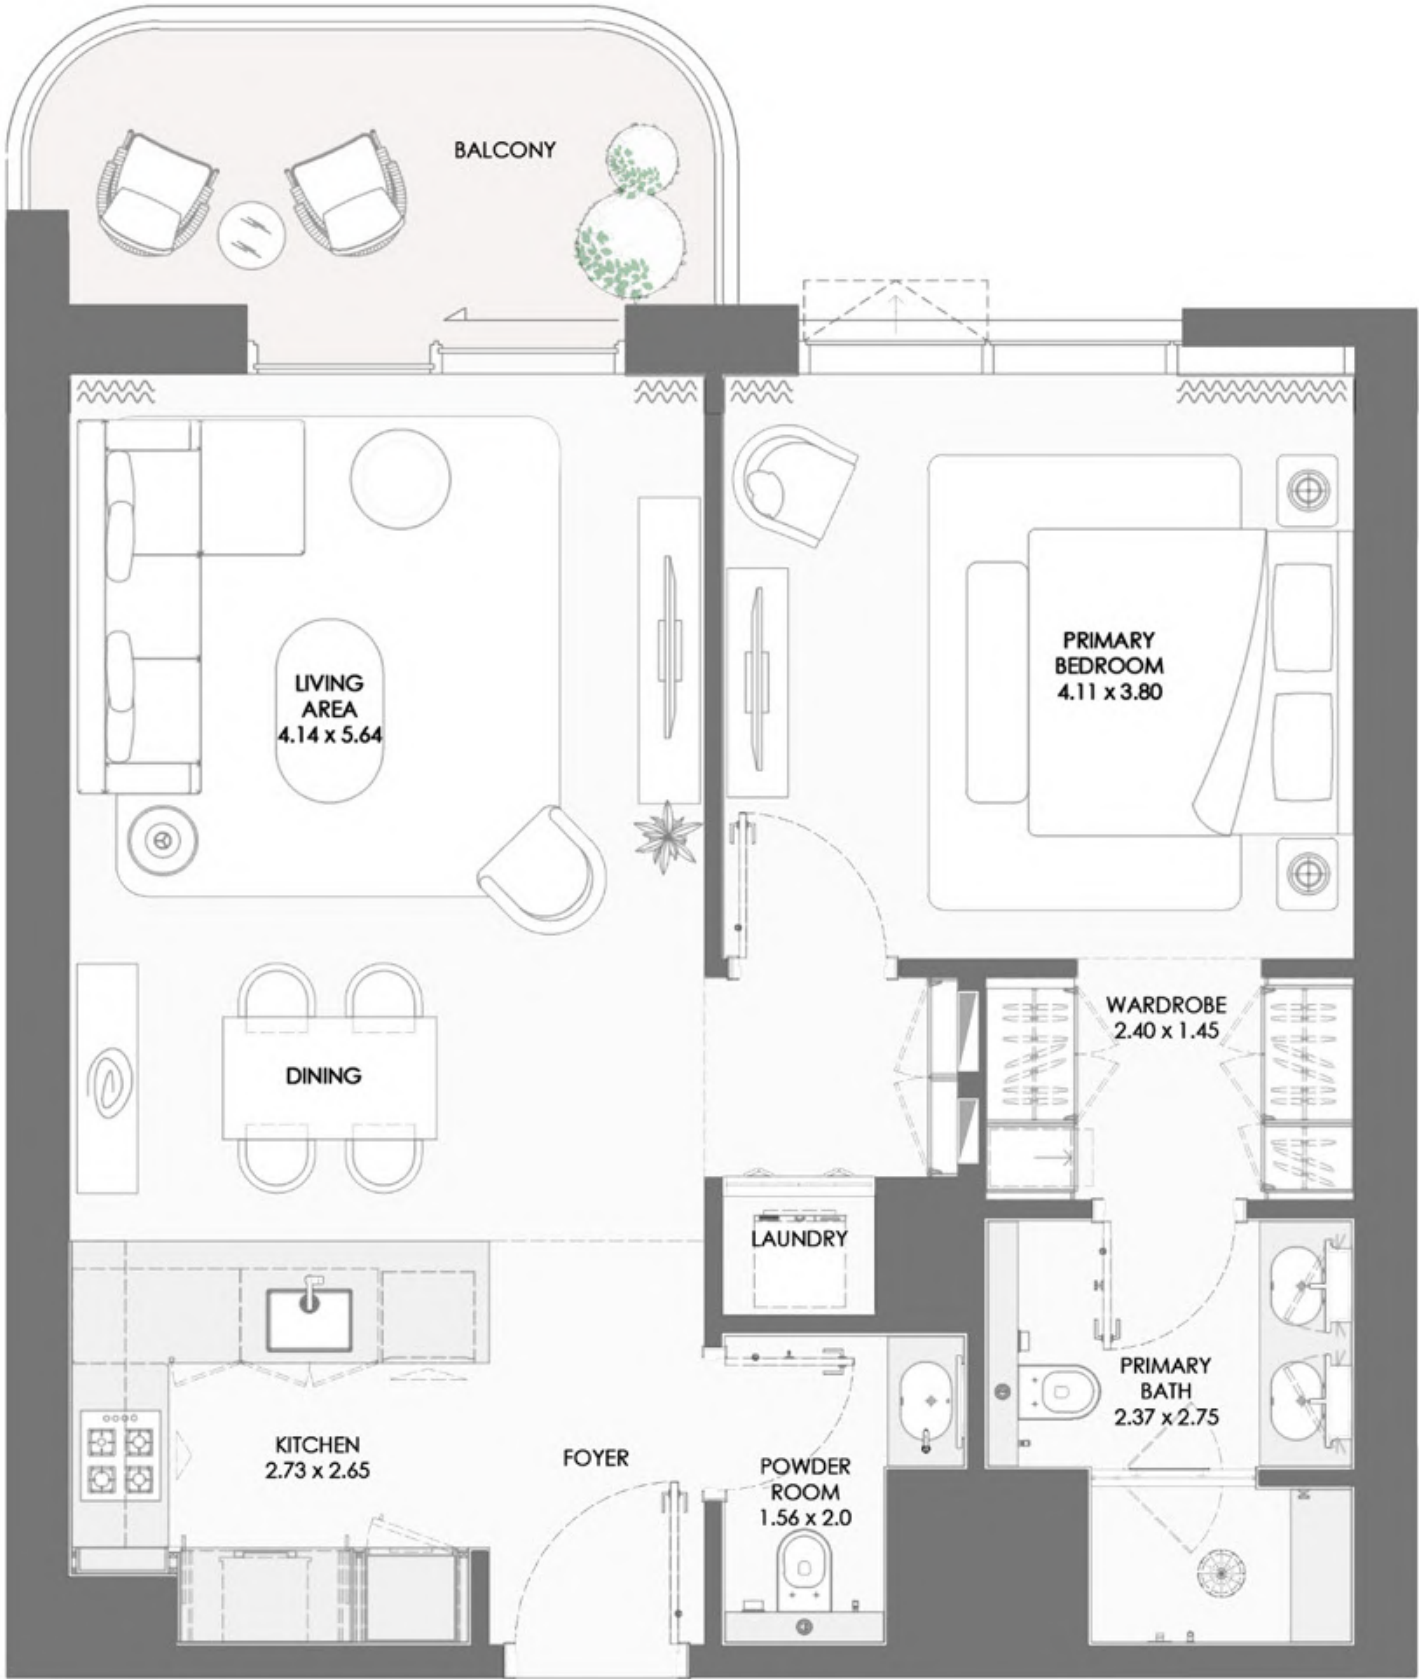 BALCONY
LIVING
AREA
4.14 x 5.64
PRIMARY
BEDROOM
4.11 x 3.80
DINING
WARDROBE
2.40 x 1.45
LAUNDRY
KITCHEN
2.73 x 2.65
FOYER
POWDER
ROOM
1.56 x 2.0
PRIMARY
BATH
2.37 x 2.75